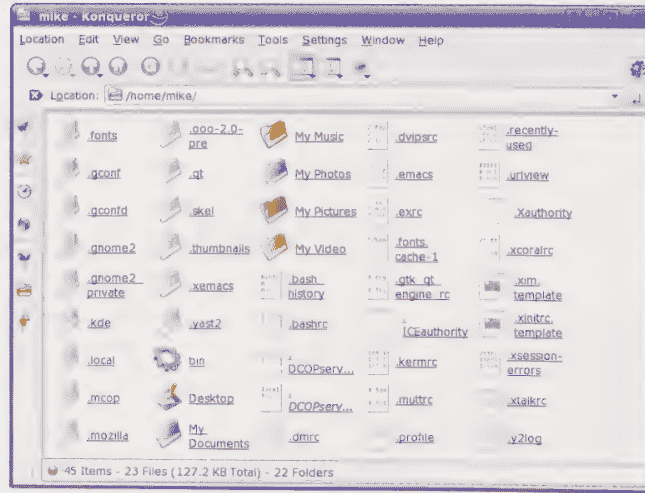 mike - Konqueror
Location Edit View Go Bookmarks Tools Settings Window Help
Location: /home/mike/
.fonts
.gconf
.gconfd
.gnome2
.gnome2_
private
.kde
.local
.mcop
.mozilla
.ooo-2.0-
pre
.qt
.skel
.thumbnails
.xemacs
.yast2
bin
Desktop
My
Documents
My Music
My Photos
My Pictures
My Video
.bash_
history
.bashrc
.
DCOPserv...
.
DCOPserv...
.dmrc
.dvipsrc
.emacs
.exrc
.fonts.
cache-1
.gtk_qt_
engine_rc
.
ICEauthority
.kermrc
.muttrc
.profile
.recently-
used
.urlview
.Xauthority
.xcoralrc
.xim.
template
.xinitrc.
template
.xsession-
errors
.xtalkrc
.y2log
45 Items - 23 Files (127.2 KB Total) - 22 Folders